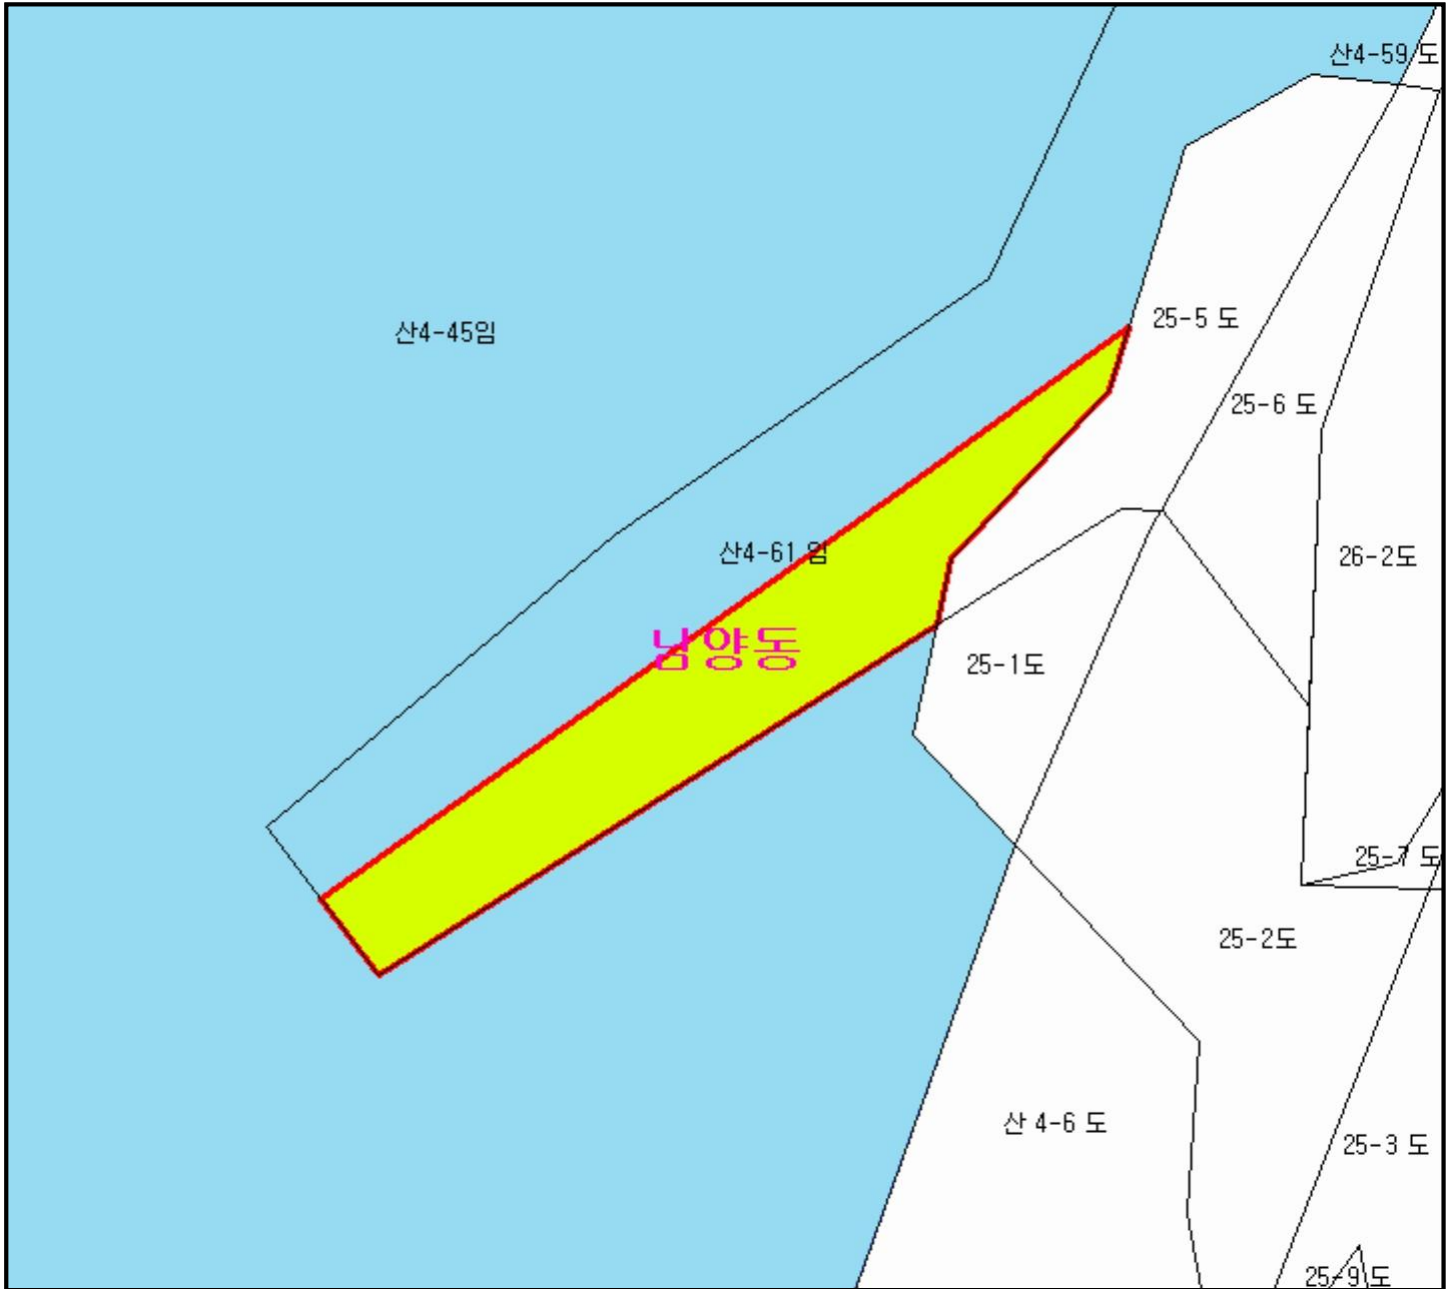 산4-59 도
25-5 도
산4-45임
25-6 도
산4-61 임
26-2도
남양동
25-1도
25-7 도
25-2도
산 4-6 도
25-3 도
25-9 도